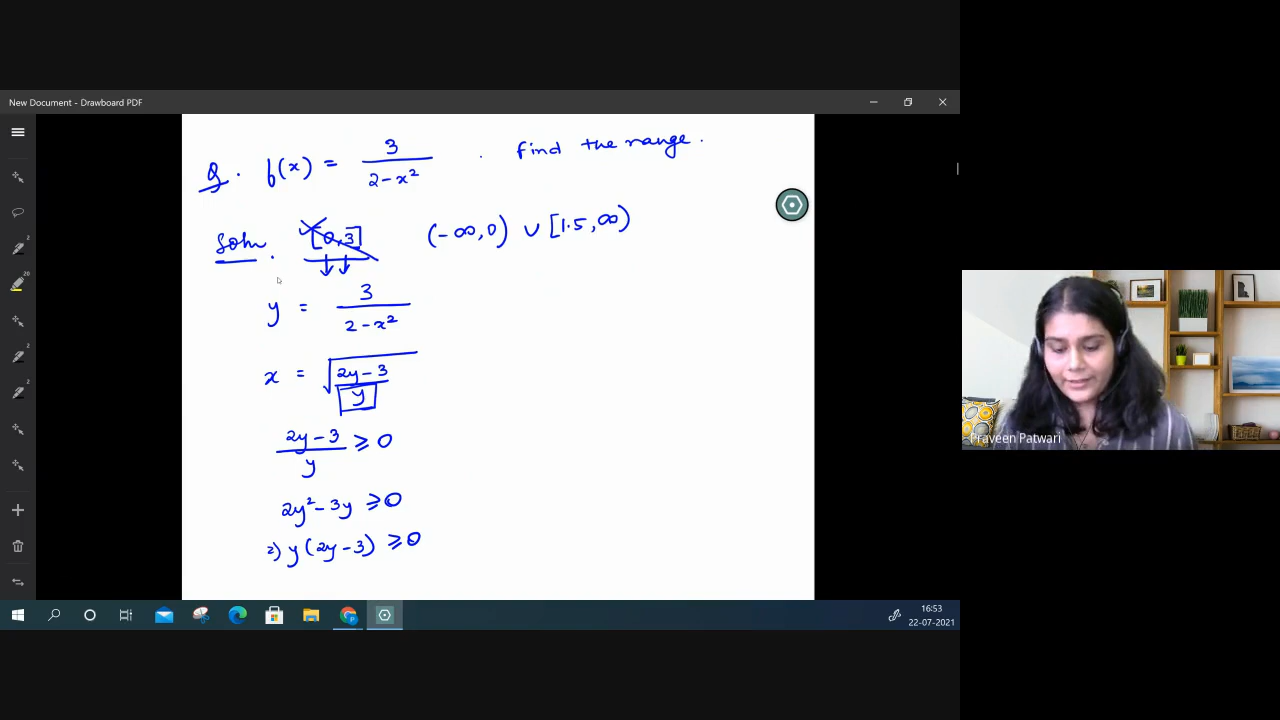 New Document - Drawboard PDF
Q. f(x) = 3 / (2 - x²) . find the range.
Soln. [0, 3] (-∞, 0) ∪ [1.5, ∞)
y = 3 / (2 - x²)
x = √((2y - 3) / y)
(2y - 3) / y ⩾ 0
2y² - 3y ⩾ 0
2) y(2y - 3) ⩾ 0
Praveen Patwari
16:53
22-07-2021